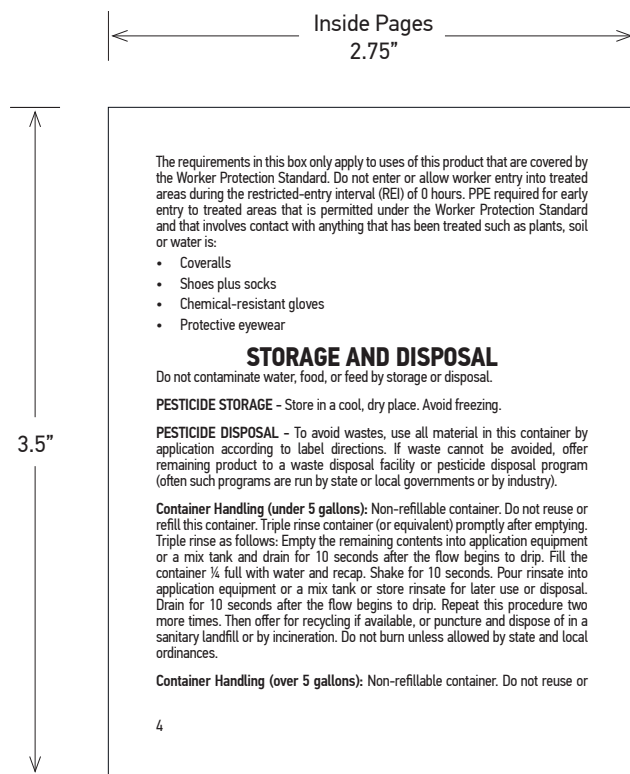 Inside Pages
2.75”
3.5”
The requirements in this box only apply to uses of this product that are covered by
the Worker Protection Standard. Do not enter or allow worker entry into treated
areas during the restricted-entry interval (REI) of 0 hours. PPE required for early
entry to treated areas that is permitted under the Worker Protection Standard
and that involves contact with anything that has been treated such as plants, soil
or water is:
• Coveralls
• Shoes plus socks
• Chemical-resistant gloves
• Protective eyewear
STORAGE AND DISPOSAL
Do not contaminate water, food, or feed by storage or disposal.
PESTICIDE STORAGE – Store in a cool, dry place. Avoid freezing.
PESTICIDE DISPOSAL – To avoid wastes, use all material in this container by
application according to label directions. If waste cannot be avoided, offer
remaining product to a waste disposal facility or pesticide disposal program
(often such programs are run by state or local governments or by industry).
Container Handling (under 5 gallons): Non-refillable container. Do not reuse or
refill this container. Triple rinse container (or equivalent) promptly after emptying.
Triple rinse as follows: Empty the remaining contents into application equipment
or a mix tank and drain for 10 seconds after the flow begins to drip. Fill the
container ¼ full with water and recap. Shake for 10 seconds. Pour rinsate into
application equipment or a mix tank or store rinsate for later use or disposal.
Drain for 10 seconds after the flow begins to drip. Repeat this procedure two
more times. Then offer for recycling if available, or puncture and dispose of in a
sanitary landfill or by incineration. Do not burn unless allowed by state and local
ordinances.
Container Handling (over 5 gallons): Non-refillable container. Do not reuse or
4